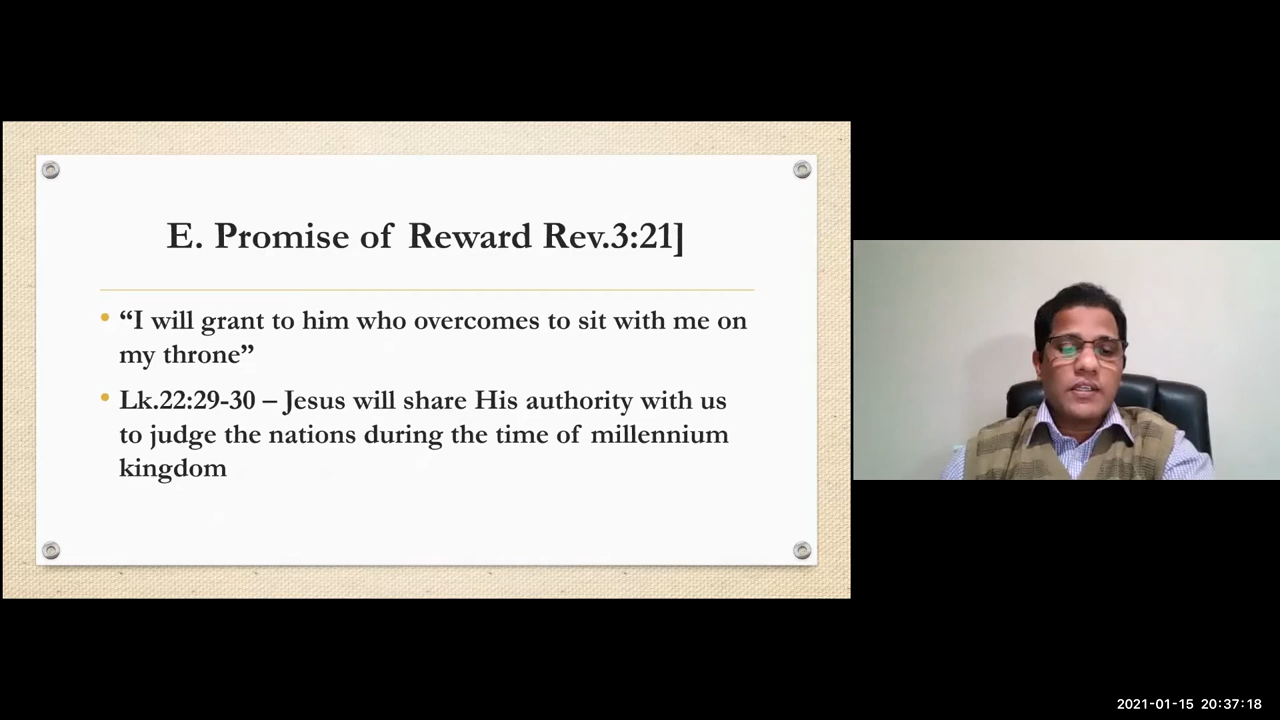 E. Promise of Reward Rev.3:21]
• “I will grant to him who overcomes to sit with me on
my throne”
• Lk.22:29-30 – Jesus will share His authority with us
to judge the nations during the time of millennium
kingdom
2021-01-15 20:37:18